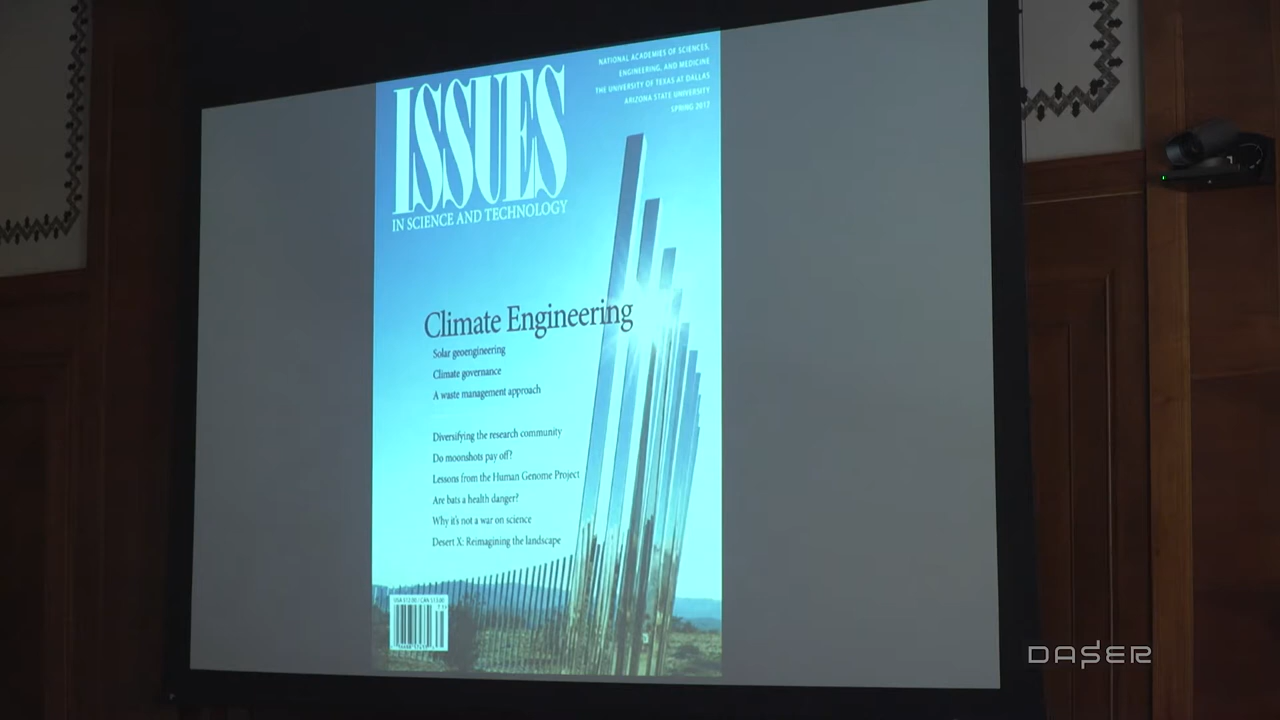 ISSUES
IN SCIENCE AND TECHNOLOGY
NATIONAL ACADEMIES OF SCIENCES,
ENGINEERING, AND MEDICINE
THE UNIVERSITY OF TEXAS AT DALLAS
ARIZONA STATE UNIVERSITY
SPRING 2017
Climate Engineering
Solar geoengineering
Climate governance
A waste management approach
Diversifying the research community
Do moonshots pay off?
Lessons from the Human Genome Project
Are bats a health danger?
Why it's not a war on science
Desert X: Reimagining the landscape
DASER